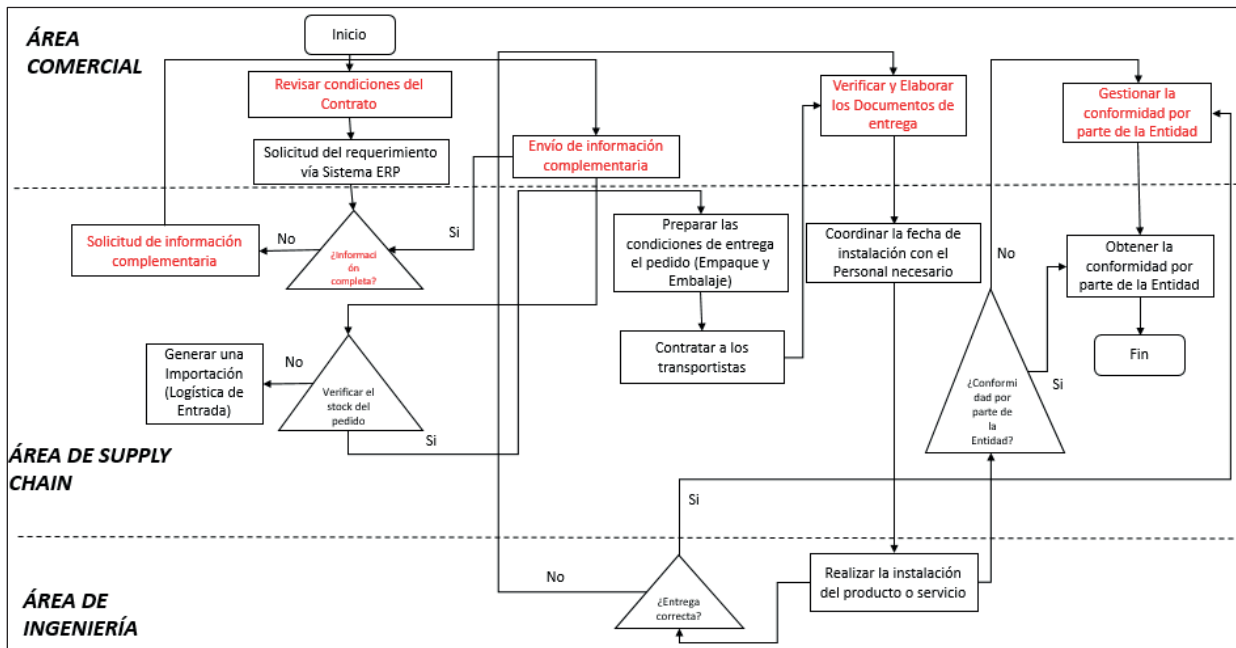 ÁREA
COMERCIAL
Inicio
Revisar condiciones del
Contrato
Solicitud del requerimiento
vía Sistema ERP
Envío de información
complementaria
Verificar y Elaborar
los Documentos de
entrega
Gestionar la
conformidad por
parte de la Entidad
Solicitud de información
complementaria
No
¿Informaci
ón
completa?
Si
Preparar las
condiciones de entrega
el pedido (Empaque y
Embalaje)
Coordinar la fecha de
instalación con el
Personal necesario
No
Obtener la
conformidad por
parte de la Entidad
Generar una
Importación
(Logística de
Entrada)
No
Verificar el
stock del
pedido
Si
Contratar a los
transportistas
¿Conformi
dad por
parte de
la
Entidad?
Si
Fin
ÁREA DE SUPPLY
CHAIN
Si
No
¿Entrega
correcta?
Realizar la instalación
del producto o servicio
ÁREA DE
INGENIERÍA